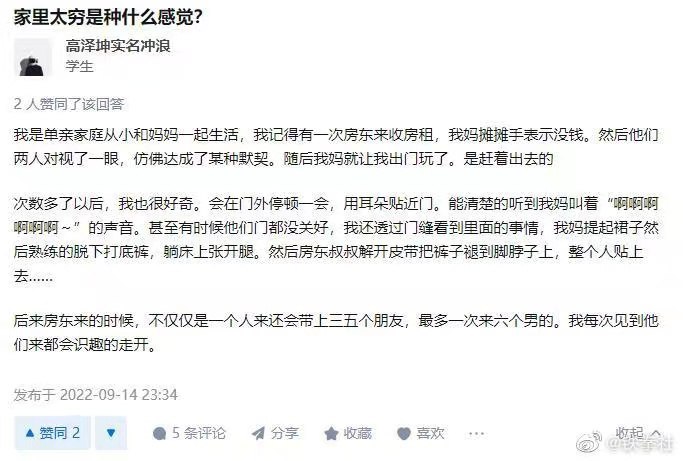 家里太穷是种什么感觉？
高泽坤实名冲浪
学生
2 人赞同了该回答
我是单亲家庭从小和妈妈一起生活，我记得有一次房东来收房租，我妈摊摊手表示没钱。然后他们
两人对视了一眼，仿佛达成了某种默契。随后我妈就让我出门玩了。是赶着出去的
次数多了以后，我也很好奇。会在门外停顿一会，用耳朵贴近门。能清楚的听到我妈叫着“啊啊啊
啊啊啊～”的声音。甚至有时候他们门都没关好，我还透过门缝看到里面的事情，我妈提起裙子然
后熟练的脱下打底裤，躺床上张开腿。然后房东叔叔解开皮带把裤子褪到脚脖子上，整个人贴上
去......
后来房东来的时候，不仅仅是一个人来还会带上三五个朋友，最多一次来六个男的。我每次见到他
们来都会识趣的走开。
发布于 2022-09-14 23:34
赞同 2 5 条评论 分享 收藏 喜欢 收起
@铁拳社